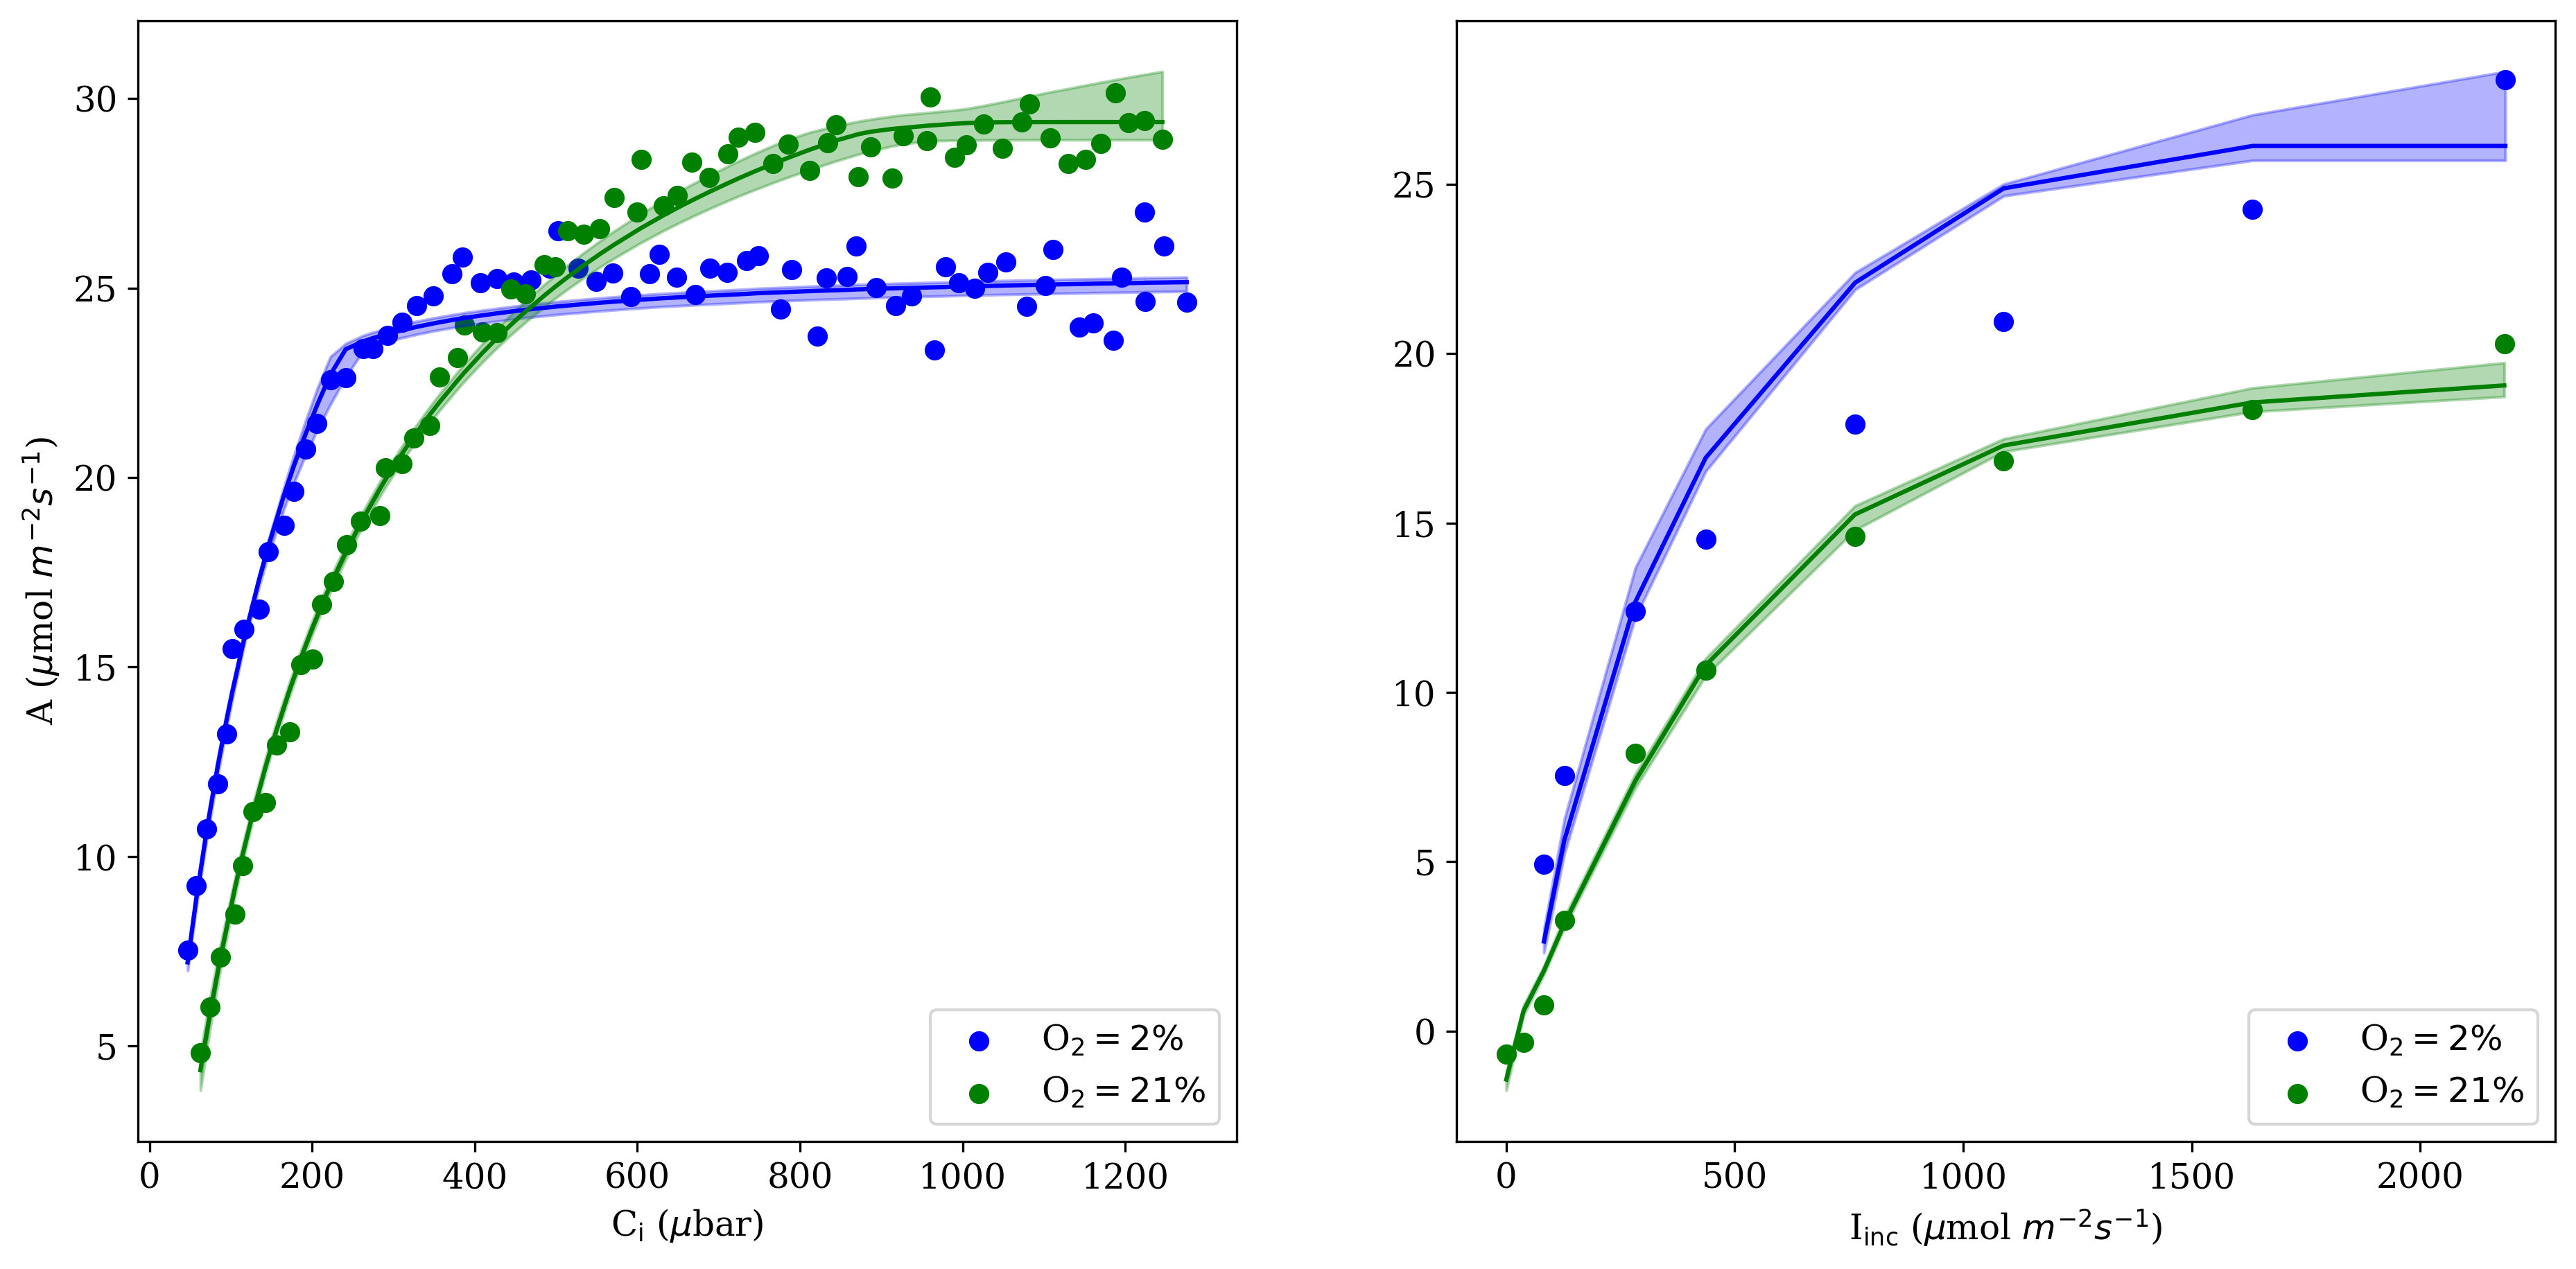 30
25
20
15
10
5
A (μmol m⁻²s⁻¹)
0 200 400 600 800 1000 1200
Cᵢ (μbar)
O₂ = 2%
O₂ = 21%
25
20
15
10
5
0
0 500 1000 1500 2000
I_inc (μmol m⁻²s⁻¹)
O₂ = 2%
O₂ = 21%